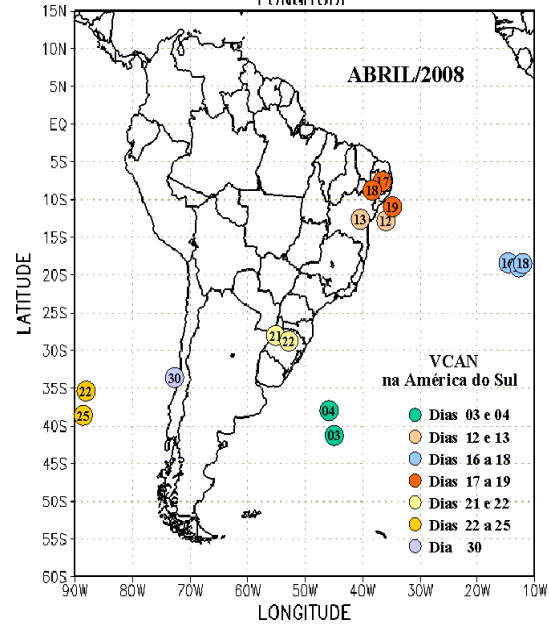 LONGITUDE
15N
ABRIL/2008
10N
5N
EQ
5S
17
18
10S
19
13
12
15S
16
18
20S
LATITUDE
25S
21
22
30S
30
VCAN
na América do Sul
35S
22
04
Dias 03 e 04
25
40S
03
Dias 12 e 13
Dias 16 a 18
45S
Dias 17 a 19
50S
Dias 21 e 22
Dias 22 a 25
55S
Dia 30
60S
90W
80W
70W
60W
50W
40W
30W
20W
10W
LONGITUDE